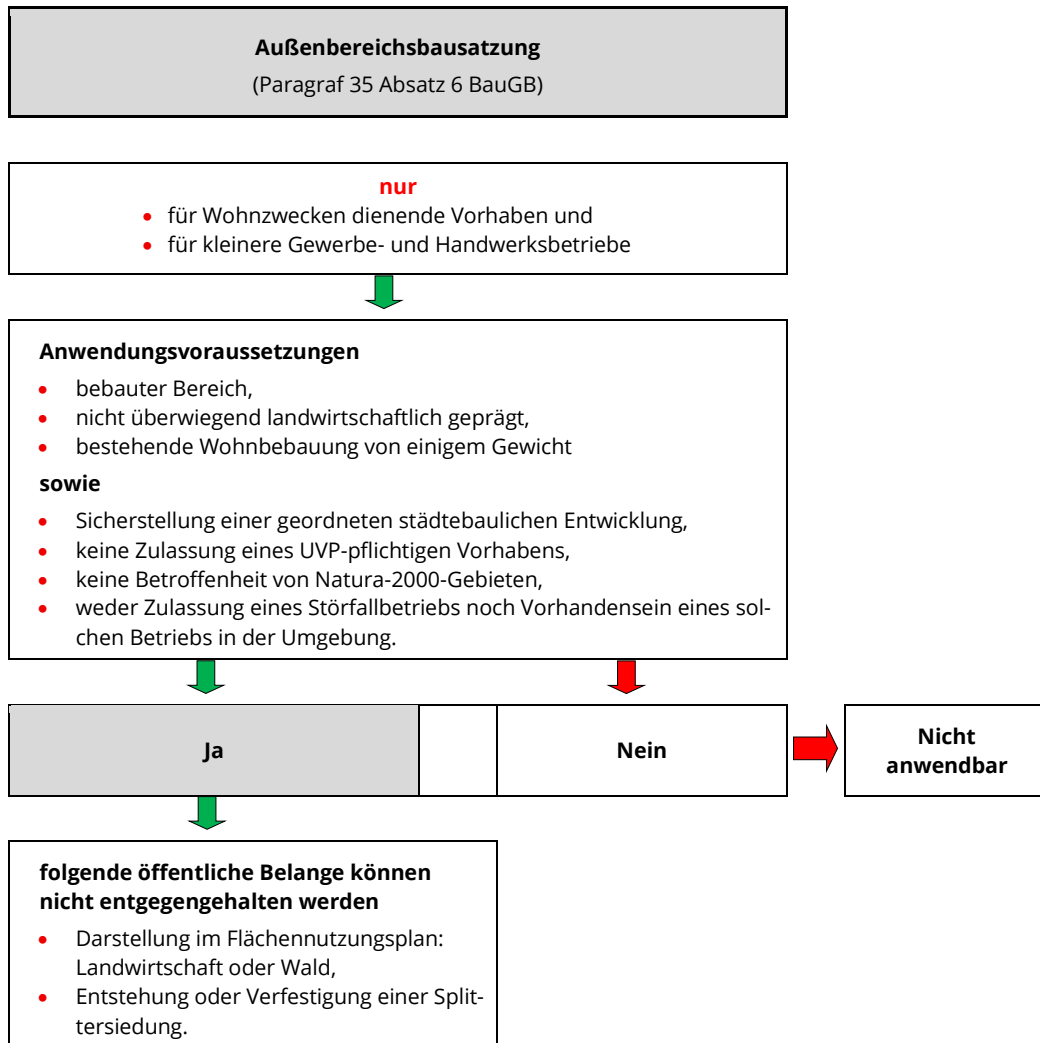 Außenbereichsbausatzung
(Paragraf 35 Absatz 6 BauGB)
nur
• für Wohnzwecken dienende Vorhaben und
• für kleinere Gewerbe- und Handwerksbetriebe
Anwendungsvoraussetzungen
• bebauter Bereich,
• nicht überwiegend landwirtschaftlich geprägt,
• bestehende Wohnbebauung von einigem Gewicht
sowie
• Sicherstellung einer geordneten städtebaulichen Entwicklung,
• keine Zulassung eines UVP-pflichtigen Vorhabens,
• keine Betroffenheit von Natura-2000-Gebieten,
• weder Zulassung eines Störfallbetriebs noch Vorhandensein eines sol-
chen Betriebs in der Umgebung.
Ja
Nein
Nicht
anwendbar
folgende öffentliche Belange können
nicht entgegengehalten werden
• Darstellung im Flächennutzungsplan:
Landwirtschaft oder Wald,
• Entstehung oder Verfestigung einer Split-
tersiedung.